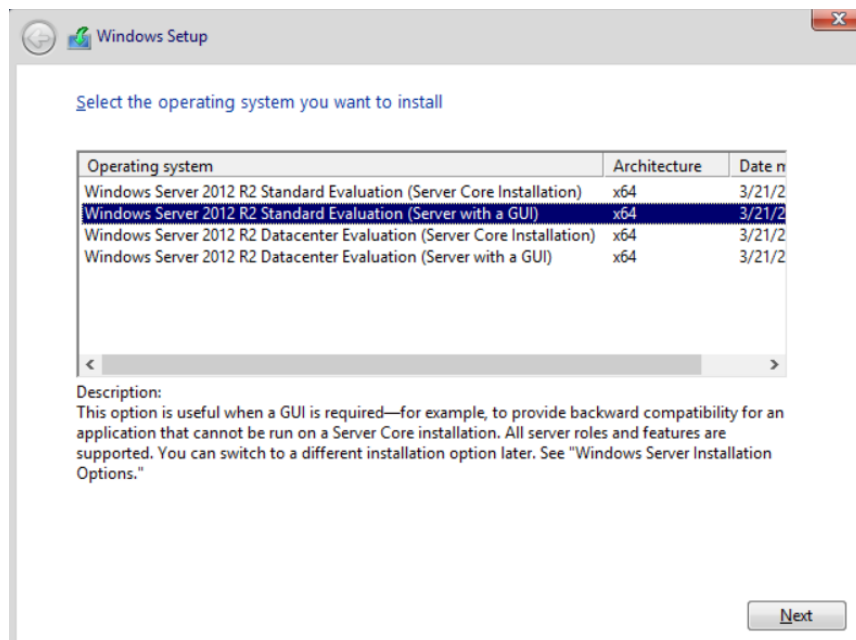 Windows Setup
Select the operating system you want to install
Operating system Architecture Date m
Windows Server 2012 R2 Standard Evaluation (Server Core Installation) x64 3/21/2
Windows Server 2012 R2 Standard Evaluation (Server with a GUI) x64 3/21/2
Windows Server 2012 R2 Datacenter Evaluation (Server Core Installation) x64 3/21/2
Windows Server 2012 R2 Datacenter Evaluation (Server with a GUI) x64 3/21/2
Description:
This option is useful when a GUI is required—for example, to provide backward compatibility for an
application that cannot be run on a Server Core installation. All server roles and features are
supported. You can switch to a different installation option later. See "Windows Server Installation
Options."
Next